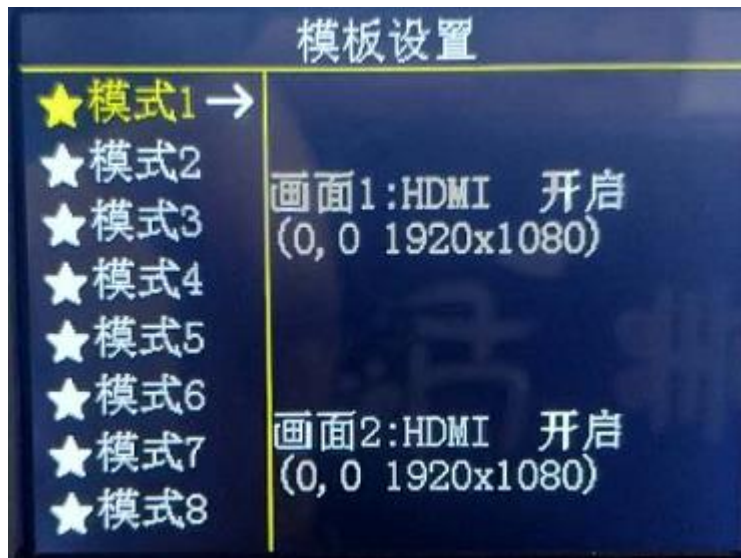 模板设置
★模式1→
★模式2
★模式3
★模式4
★模式5
★模式6
★模式7
★模式8
画面1:HDMI 开启
(0,0 1920x1080)
画面2:HDMI 开启
(0,0 1920x1080)